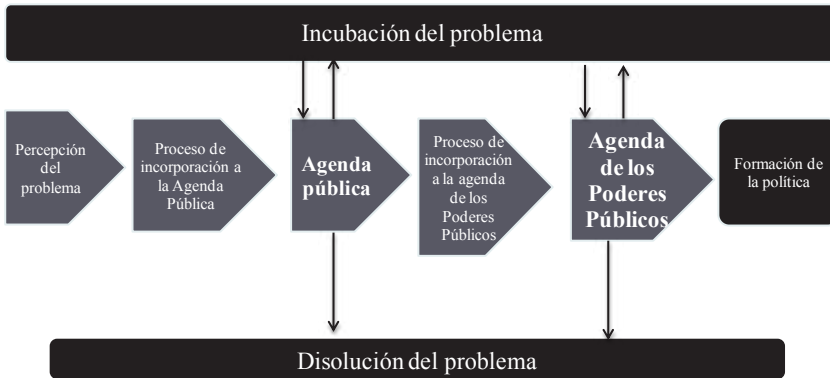 Incubación del problema
Percepción
del
problema
Proceso de
incorporación a
la Agenda
Pública
Agenda
pública
Proceso de
incorporación
a la agenda
de los
Poderes
Públicos
Agenda
de los
Poderes
Públicos
Formación de
la política
Disolución del problema